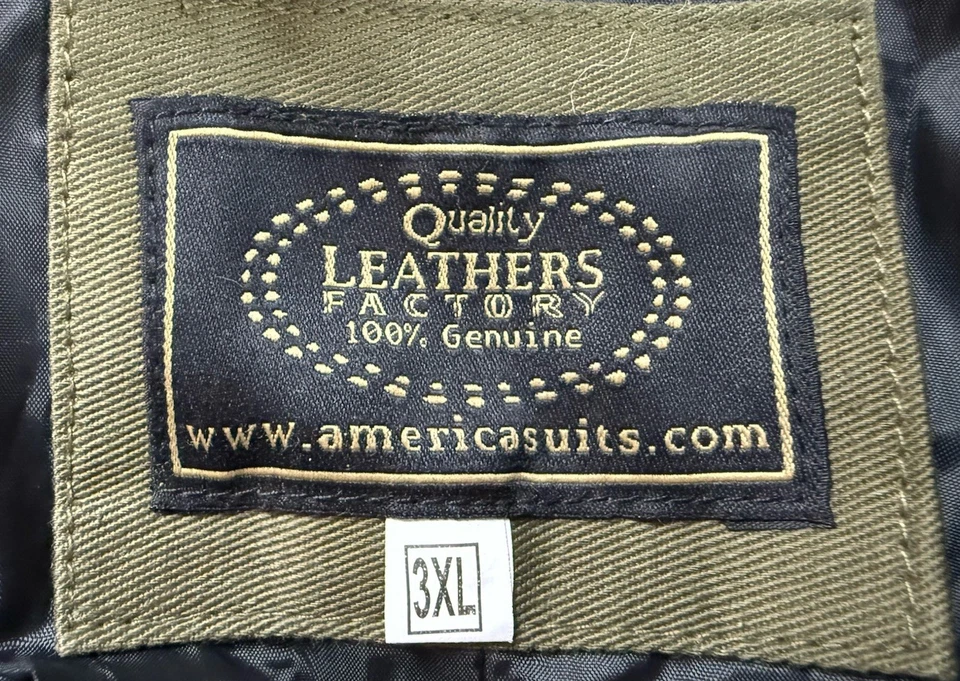 Quality
LEATHERS
FACTORY
100% Genuine
www.americasuits.com
3XL